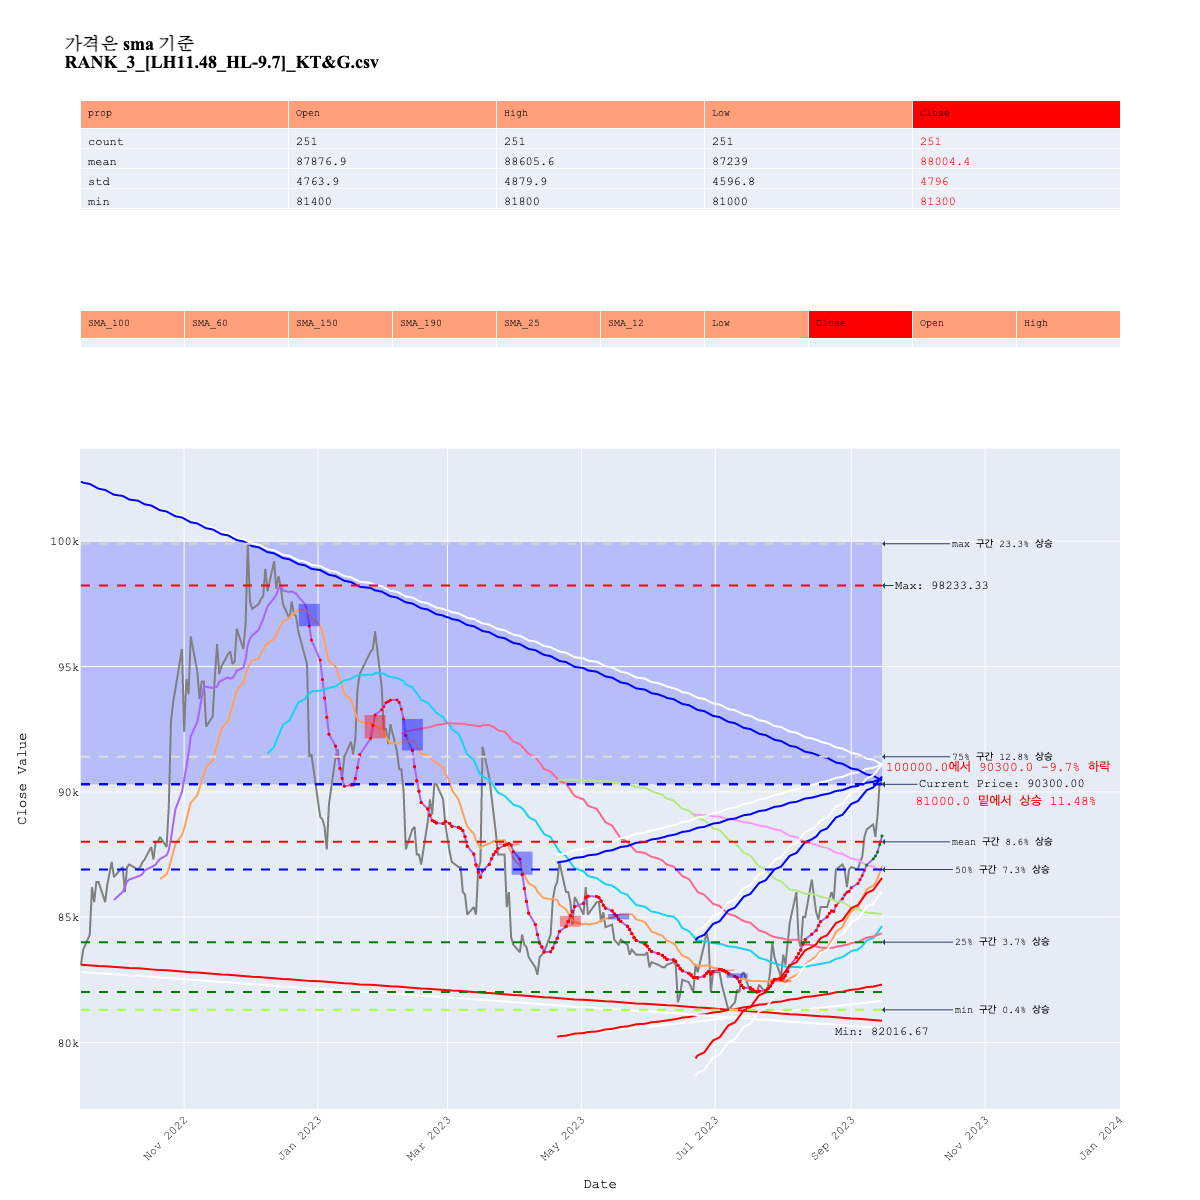 가격은 sma 기준
RANK_3_[LH11.48_HL-9.7]_KT&G.csv
prop Open High Low Close
count 251 251 251 251
mean 87876.9 88605.6 87239 88004.4
std 4763.9 4879.9 4596.8 4796
min 81400 81800 81000 81300
SMA_100 SMA_60 SMA_150 SMA_190 SMA_25 SMA_12 Low Close Open High
100k
max 구간 23.3% 상승
Max: 98233.33
95k
75% 구간 12.8% 상승
100000.0에서 90300.0 -9.7% 하락
Current Price: 90300.00
90k
81000.0 밑에서 상승 11.48%
mean 구간 8.6% 상승
50% 구간 7.3% 상승
85k
25% 구간 3.7% 상승
min 구간 0.4% 상승
Min: 82016.67
80k
Close Value
Nov 2022 Jan 2023 Mar 2023 May 2023 Jul 2023 Sep 2023 Nov 2023 Jan 2024
Date